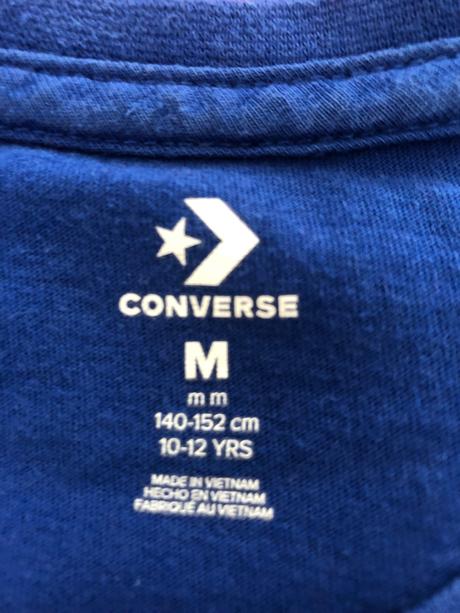 CONVERSE
M
m m
140-152 cm
10-12 YRS
MADE IN VIETNAM
HECHO EN VIETNAM
FABRIQUÉ AU VIETNAM